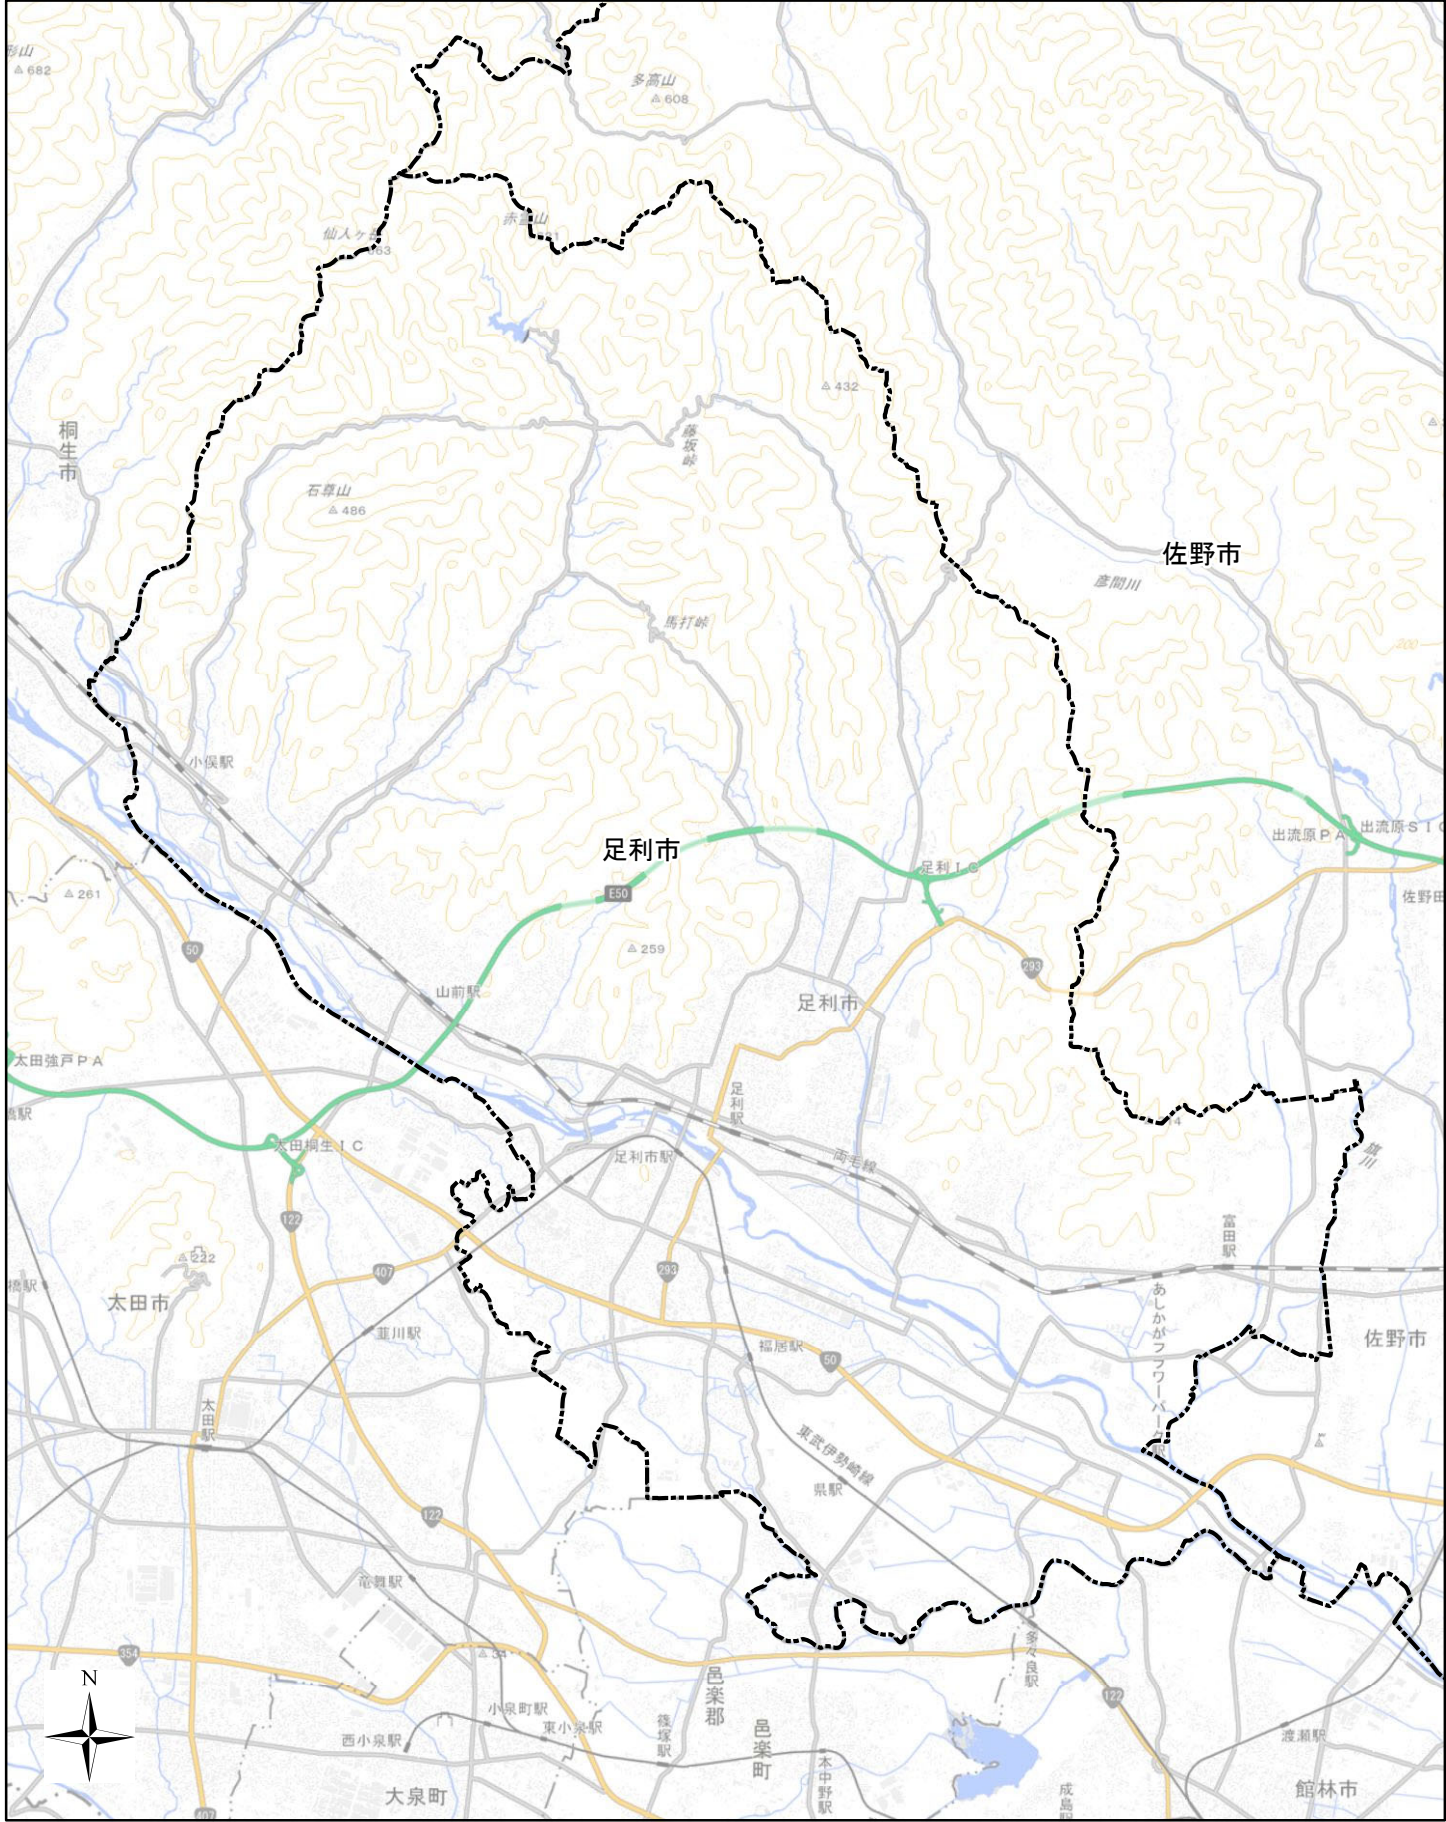 形山
682
多高山
608
赤雪山
仙人ヶ岳
663
432
藤坂峠
桐生市
石尊山
486
佐野市
彦間川
馬打峠
200
小俣駅
足利市
出流原PA
出流原SIC
足利IC
E50
261
佐野田
259
50
293
山前駅
足利市
太田強戸PA
足利駅
太田桐生IC
足利市駅
両毛線
旗川
122
富田駅
222
407
293
橋駅
太田市
あしかがフラワーパーク駅
韮川駅
福居駅
佐野市
50
太田駅
東武伊勢崎線
県駅
122
竜舞駅
多々良駅
354
34
N
邑楽郡
122
小泉町駅
東小泉駅
篠塚駅
邑楽町
西小泉駅
渡瀬駅
本中野駅
大泉町
成島駅
館林市
407